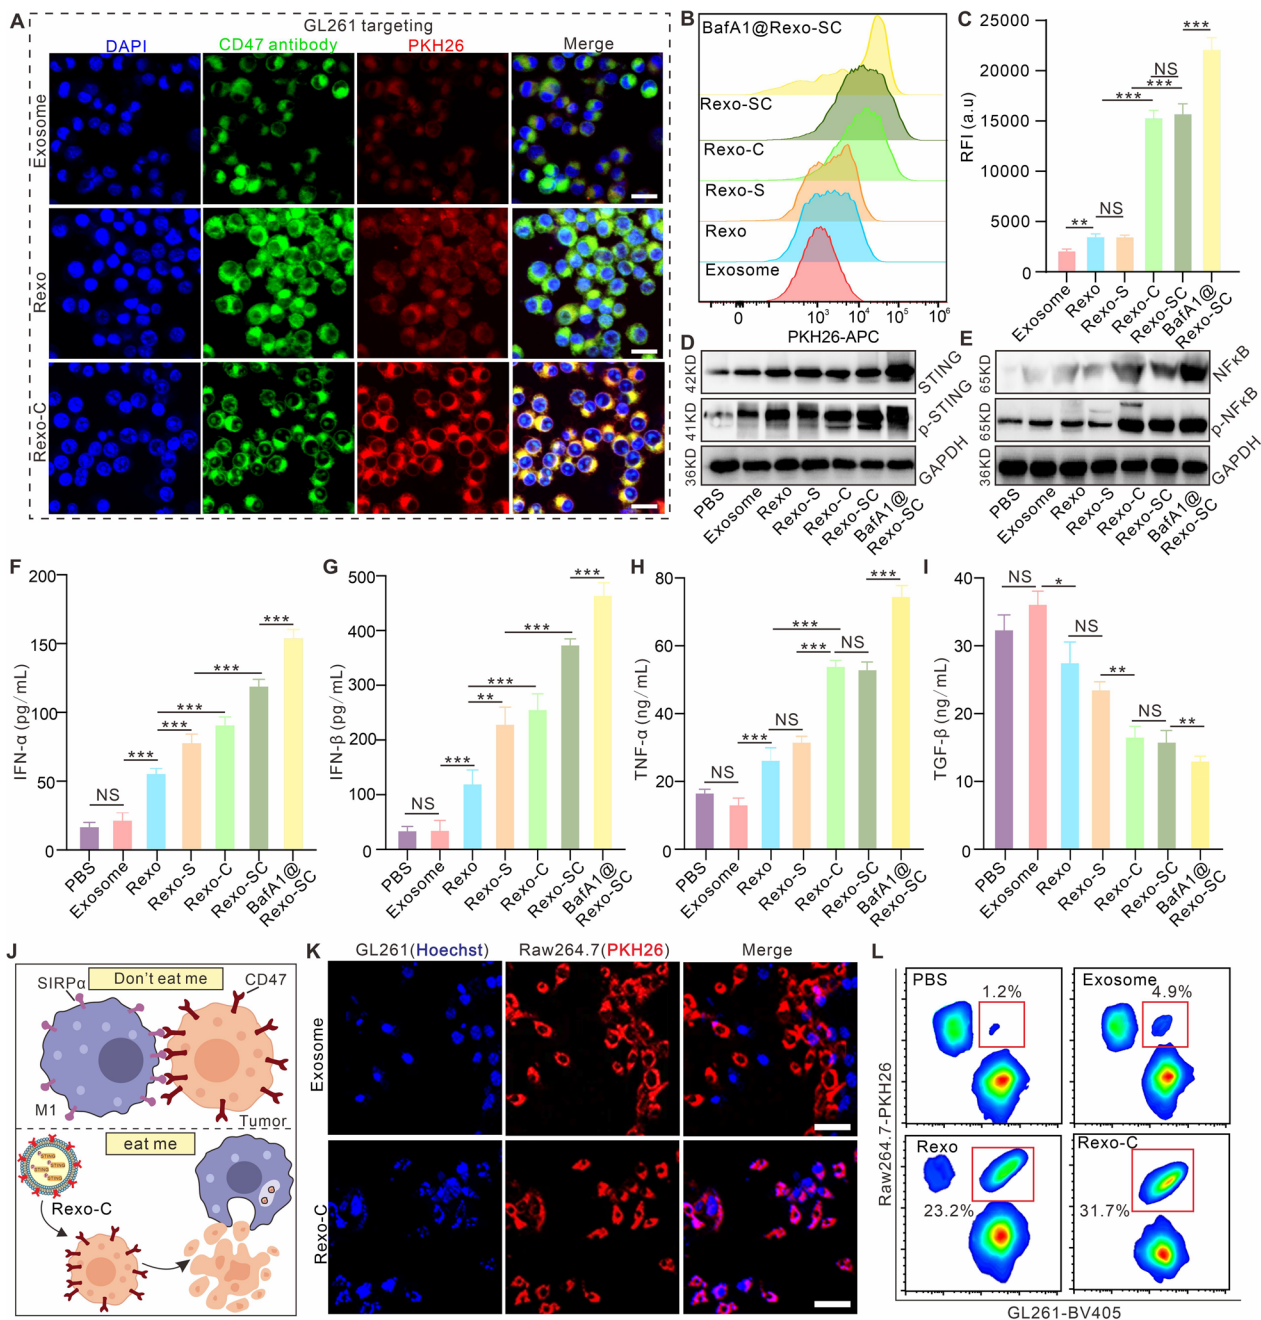 A
GL261 targeting
DAPI
CD47 antibody
PKH26
Merge
Exosome
Rexo
Rexo-C
B
BafA1@Rexo-SC
Rexo-SC
Rexo-C
Rexo-S
Rexo
Exosome
0 10³ 10⁴ 10⁵ 10⁶
PKH26-APC
C
RFI (a.u)
25000
20000
15000
10000
5000
0
**
NS
***
***
NS
***
Exosome
Rexo
Rexo-S
Rexo-C
Rexo-SC
BafA1@
Rexo-SC
D
42KD
STING
41KD
p-STING
36KD
GAPDH
PBS
Exosome
Rexo
Rexo-S
Rexo-C
Rexo-SC
BafA1@
Rexo-SC
E
65KD
NFκB
65KD
p-NFκB
36KD
GAPDH
PBS
Exosome
Rexo
Rexo-S
Rexo-C
Rexo-SC
BafA1@
Rexo-SC
F
IFN-α (pg/mL)
200
150
100
50
0
NS
***
***
***
***
***
PBS
Exosome
Rexo
Rexo-S
Rexo-C
Rexo-SC
BafA1@
Rexo-SC
G
IFN-β (pg/mL)
500
400
300
200
100
0
NS
***
**
***
***
***
PBS
Exosome
Rexo
Rexo-S
Rexo-C
Rexo-SC
BafA1@
Rexo-SC
H
TNF-α (ng/mL)
80
60
40
20
0
NS
***
NS
***
***
NS
***
PBS
Exosome
Rexo
Rexo-S
Rexo-C
Rexo-SC
BafA1@
Rexo-SC
I
TGF-β (ng/mL)
40
30
20
10
0
NS
*
NS
**
NS
**
PBS
Exosome
Rexo
Rexo-S
Rexo-C
Rexo-SC
BafA1@
Rexo-SC
J
SIRPα
Don't eat me
CD47
M1
Tumor
eat me
STING
STING
STING
Rexo-C
K
GL261(Hoechst)
Raw264.7(PKH26)
Merge
Exosome
Rexo-C
L
PBS
1.2%
Exosome
4.9%
Rexo
23.2%
Rexo-C
31.7%
Raw264.7-PKH26
GL261-BV405